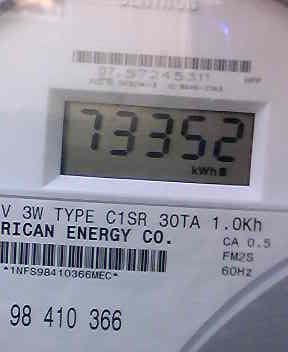 73352
kWh
V 3W TYPE C1SR 30TA 1.0Kh
RICAN ENERGY CO.
CA 0.5
FM2S
*1NFS98410366MEC*
60Hz
98 410 366